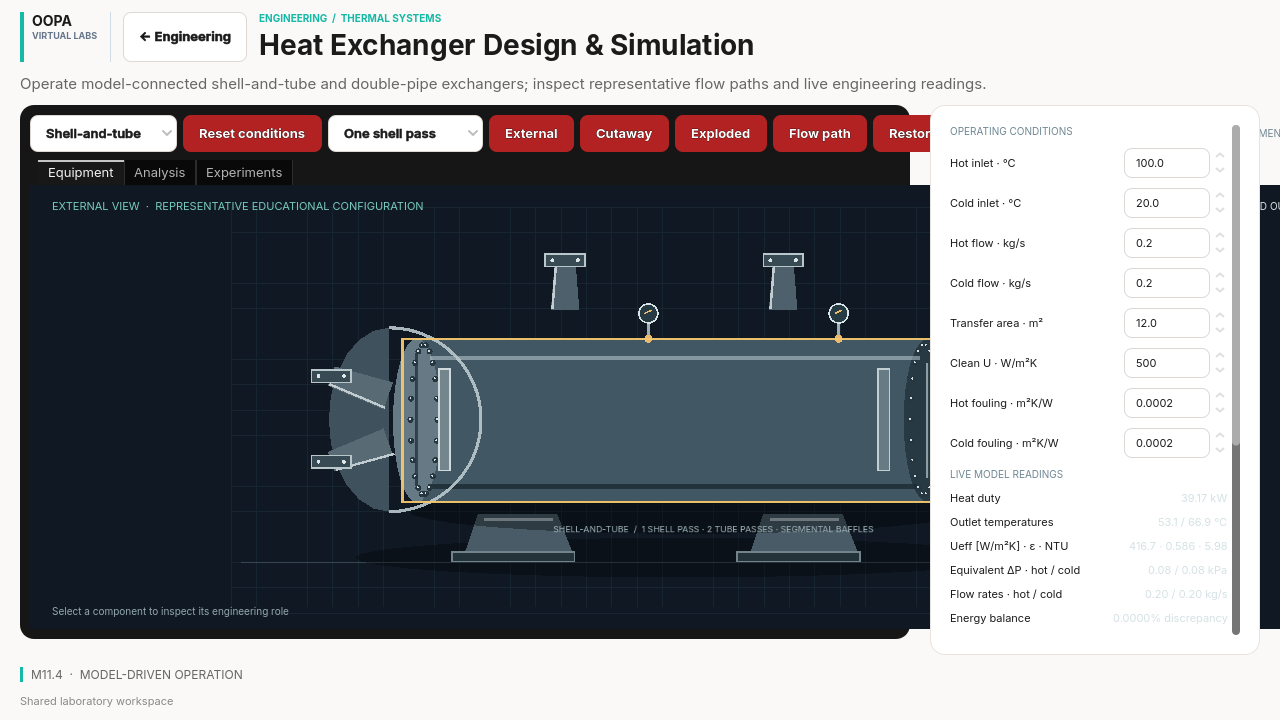 OOPA
VIRTUAL LABS
← Engineering
ENGINEERING / THERMAL SYSTEMS
Heat Exchanger Design & Simulation
Operate model-connected shell-and-tube and double-pipe exchangers; inspect representative flow paths and live engineering readings.
Shell-and-tube
Reset conditions
One shell pass
External
Cutaway
Exploded
Flow path
Restor
Equipment
Analysis
Experiments
EXTERNAL VIEW · REPRESENTATIVE EDUCATIONAL CONFIGURATION
SHELL-AND-TUBE / 1 SHELL PASS · 2 TUBE PASSES · SEGMENTAL BAFFLES
Select a component to inspect its engineering role
OPERATING CONDITIONS
Hot inlet · °C 100.0
Cold inlet · °C 20.0
Hot flow · kg/s 0.2
Cold flow · kg/s 0.2
Transfer area · m² 12.0
Clean U · W/m²K 500
Hot fouling · m²K/W 0.0002
Cold fouling · m²K/W 0.0002
LIVE MODEL READINGS
Heat duty 39.17 kW
Outlet temperatures 53.1 / 66.9 °C
Ueff [W/m²K] · ε · NTU 416.7 · 0.586 · 5.98
Equivalent ΔP · hot / cold 0.08 / 0.08 kPa
Flow rates · hot / cold 0.20 / 0.20 kg/s
Energy balance 0.0000% discrepancy
M11.4 · MODEL-DRIVEN OPERATION
Shared laboratory workspace